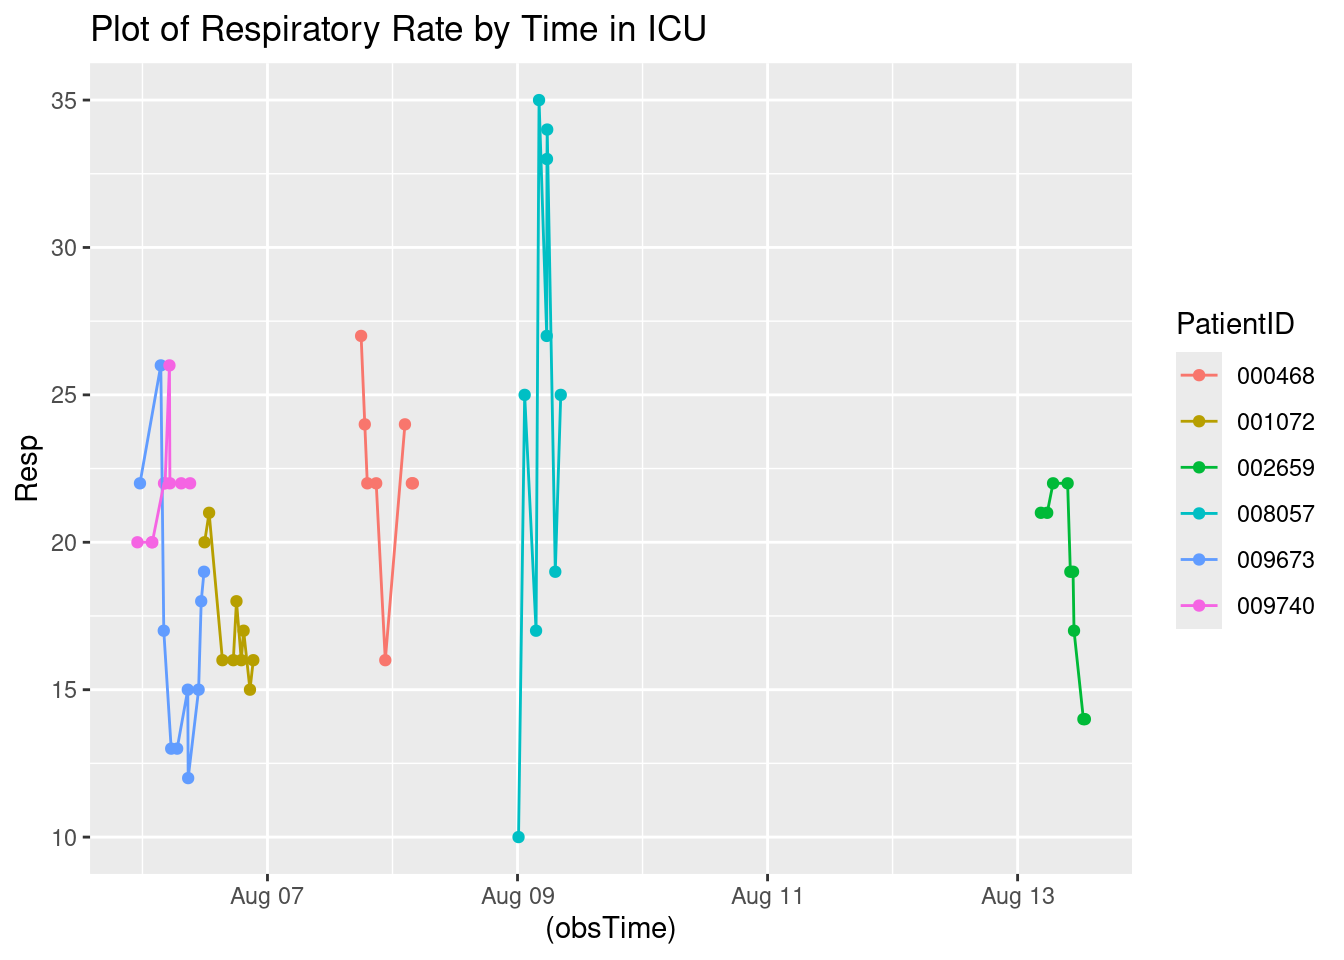 Plot of Respiratory Rate by Time in ICU
35
30
25
20
15
10
Resp
Aug 07
Aug 09
Aug 11
Aug 13
(obsTime)
PatientID
000468
001072
002659
008057
009673
009740